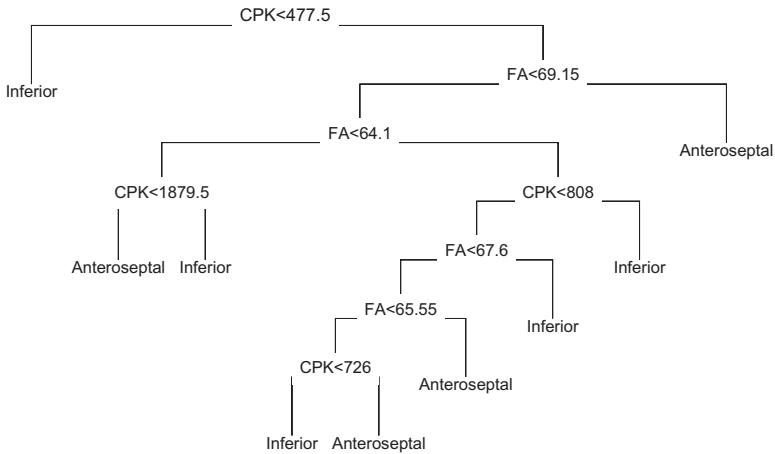 CPK<477.5
FA<69.15
Inferior
FA<64.1
Anteroseptal
CPK<1879.5
CPK<808
FA<67.6
Anteroseptal
Inferior
Inferior
FA<65.55
Inferior
CPK<726
Anteroseptal
Inferior
Anteroseptal